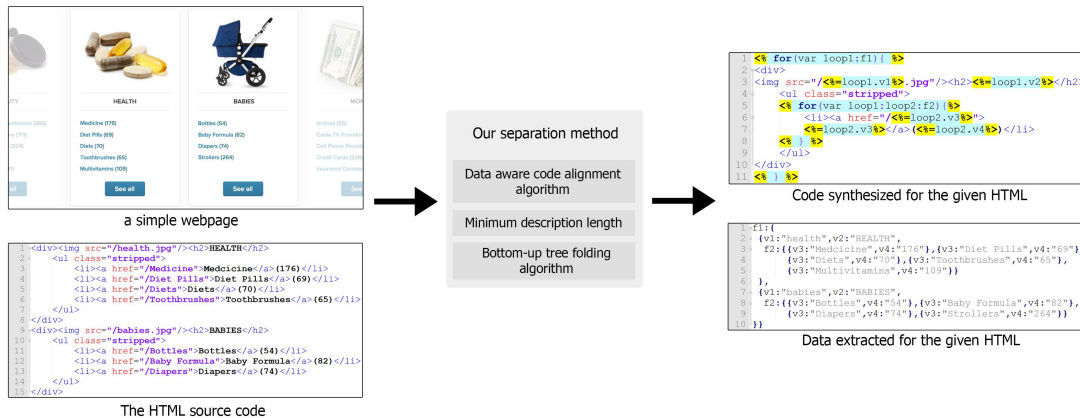 HEALTH
Medicine (176)
Diet Pills (69)
Diets (70)
Toothbrushes (65)
Multivitamins (109)
See all
BABIES
Bottles (54)
Baby Formula (82)
Diapers (74)
Strollers (264)
See all
a simple webpage
1 <div><img src="/health.jpg"/><h2>HEALTH</h2>
2 <ul class="stripped">
3 <li><a href="/Medicine">Medcicine</a>(176)</li>
4 <li><a href="/Diet Pills">Diet Pills</a>(69)</li>
5 <li><a href="/Diets">Diets</a>(70)</li>
6 <li><a href="/Toothbrushes">Toothbrushes</a>(65)</li>
7 </ul>
8 </div>
9 <div><img src="/babies.jpg"/><h2>BABIES</h2>
10 <ul class="stripped">
11 <li><a href="/Bottles">Bottles</a>(54)</li>
12 <li><a href="/Baby Formula">Baby Formula</a>(82)</li>
13 <li><a href="/Diapers">Diapers</a>(74)</li>
14 </ul>
15 </div>
The HTML source code
Our separation method
Data aware code alignment
algorithm
Minimum description length
Bottom-up tree folding
algorithm
1 <% for(var loop1:f1){ %>
2 <div>
3 <img src="/<%=loop1.v1%>.jpg"/><h2><%=loop1.v2%></h2
4 <ul class="stripped">
5 <% for(var loop1:loop2:f2){%>
6 <li><a href="/<%=loop2.v3%>">
7 <%=loop2.v3%></a>(<%=loop2.v4%>)</li>
8 <% } %>
9 </ul>
10 </div>
11 <% } %>
Code synthesized for the given HTML
1 f1:{
2 {v1:"health",v2:"HEALTH",
3 f2:{{v3:"Medicine",v4:"176"},{v3:"Diet Pills",v4:"69"}
4 {v3:"Diets",v4:"70"},{v3:"Toothbrushes",v4:"65"},
5 {v3:"Multivitamins",v4:"109"}}
6 },
7 {v1:"babies",v2:"BABIES",
8 f2:{{v3:"Bottles",v4:"54"},{v3:"Baby Formula",v4:"82"},
9 {v3:"Diapers",v4:"74"},{v3:"Strollers",v4:"264"}}
10 }}
Data extracted for the given HTML